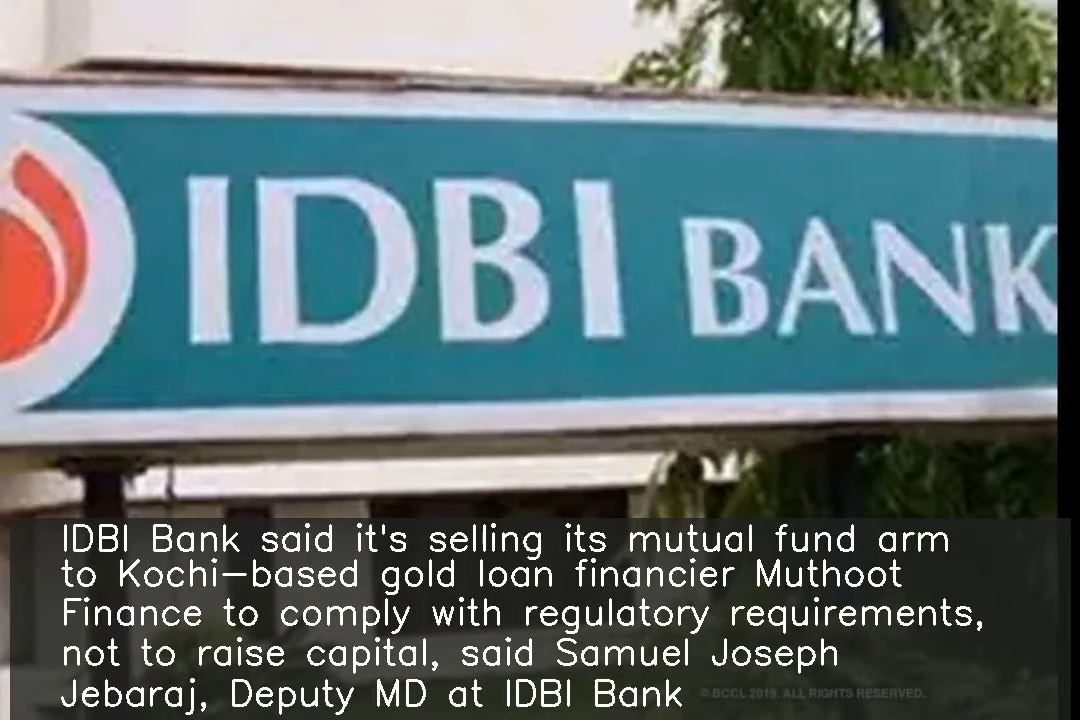 IDBI BANK
IDBI Bank said it's selling its mutual fund arm
to Kochi-based gold loan financier Muthoot
Finance to comply with regulatory requirements,
not to raise capital, said Samuel Joseph
Jebaraj, Deputy MD at IDBI Bank
© BCCL 2019. ALL RIGHTS RESERVED.